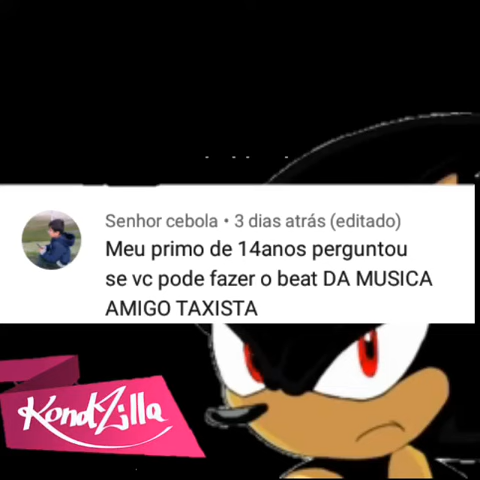 Senhor cebola • 3 dias atrás (editado)
Meu primo de 14anos perguntou
se vc pode fazer o beat DA MUSICA
AMIGO TAXISTA
KondZilla